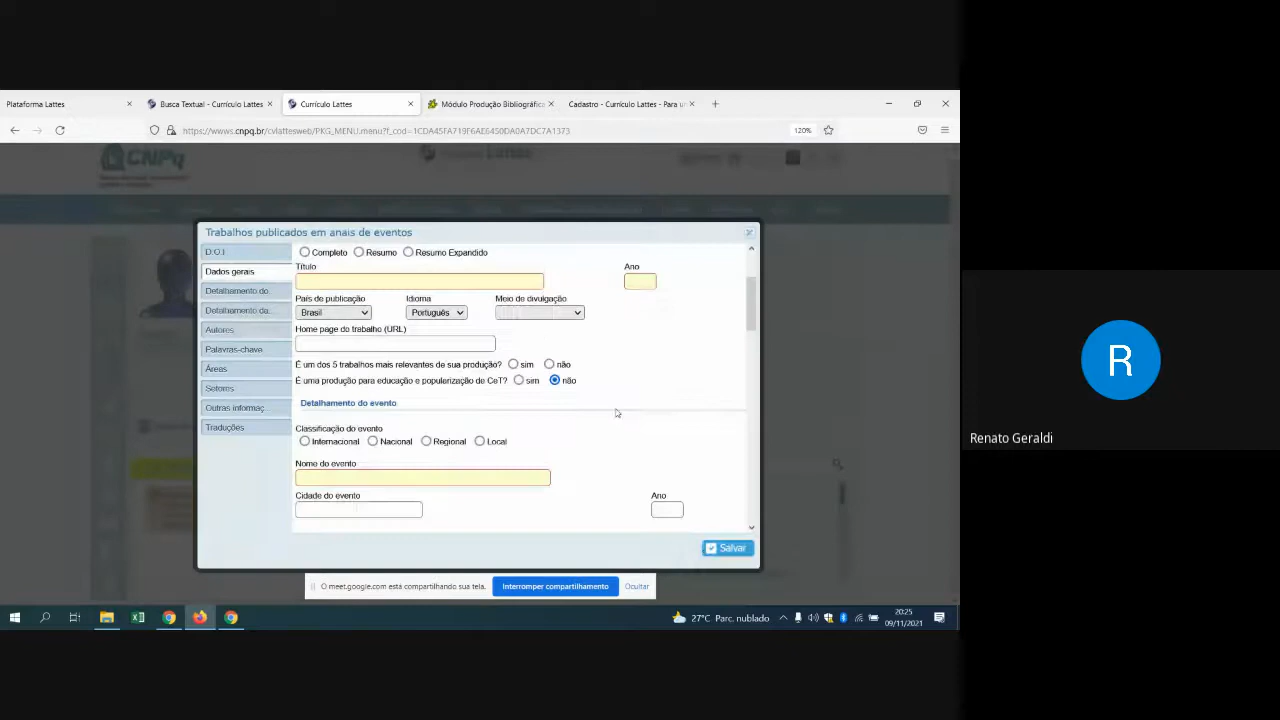 Plataforma Lattes
Busca Textual - Currículo Lattes
Currículo Lattes
Módulo Produção Bibliográfic
Cadastro - Currículo Lattes - Para u
https://wwws.cnpq.br/cvlattesweb/PKG_MENU.menu?f_cod=1CDA45FA719F6AE6450DA0A7DC7A1373
120%
CNPq
Lattes
Trabalhos publicados em anais de eventos
D.O.I
Dados gerais
Detalhamento do
Detalhamento da
Autores
Palavras-chave
Áreas
Setores
Outras informaç
Traduções
Completo Resumo Resumo Expandido
Título Ano
País de publicação Idioma Meio de divulgação
Brasil Português
Home page do trabalho (URL)
É um dos 5 trabalhos mais relevantes de sua produção? sim não
É uma produção para educação e popularização de CeT? sim não
Detalhamento do evento
Classificação do evento
Internacional Nacional Regional Local
Nome do evento
Cidade do evento Ano
Salvar
O meet.google.com está compartilhando sua tela. Interromper compartilhamento Ocultar
27°C Parc. nublado
20:25
09/11/2021
R
Renato Geraldi